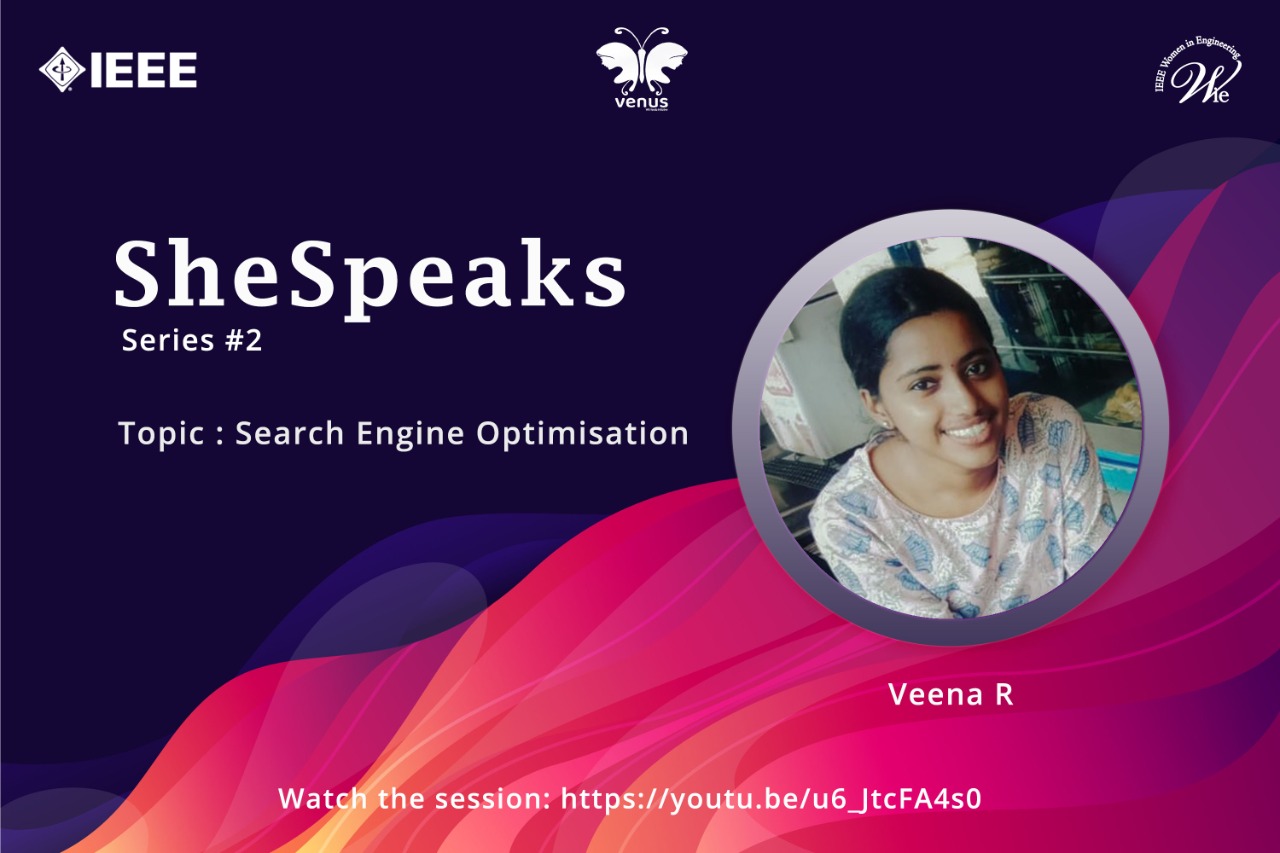 IEEE
venus
IEEE Women in Engineering
Wie
SheSpeaks
Series #2
Topic : Search Engine Optimisation
Veena R
Watch the session: https://youtu.be/u6_JtcFA4s0